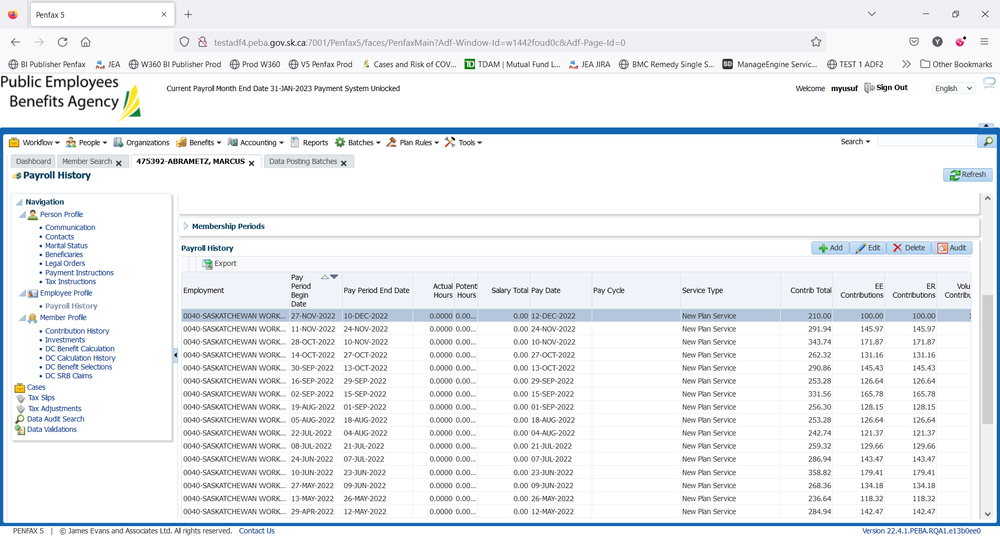 Penfax 5
testadf4.peba.gov.sk.ca:7001/Penfax5/faces/PenfaxMain?Adf-Window-Id=w1442foud0c&Adf-Page-Id=0
Y
BI Publisher Penfax JEA W360 BI Publisher Prod Prod W360 V5 Penfax Prod Cases and Risk of COV... TD TDAM | Mutual Fund L... JEA JIRA BMC Remedy Single S... SD ManageEngine Servic... TEST 1 ADF2 Other Bookmarks
Public Employees
Benefits Agency
Current Payroll Month End Date 31-JAN-2023 Payment System Unlocked
Welcome myusuf Sign Out English
Workflow People Organizations Benefits Accounting Reports Batches Plan Rules Tools Search
Dashboard Member Search 475392-ABRAMETZ, MARCUS Data Posting Batches
Payroll History
Refresh
Navigation
Person Profile
Communication
Contacts
Marital Status
Beneficiaries
Legal Orders
Payment Instructions
Tax Instructions
Employee Profile
Payroll History
Member Profile
Contribution History
Investments
DC Benefit Calculation
DC Calculation History
DC Benefit Selections
DC SRB Claims
Cases
Tax Slips
Tax Adjustments
Data Audit Search
Data Validations
Membership Periods
Payroll History
Add Edit Delete Audit
Export
Employment Pay Period Begin Date Pay Period End Date Actual Hours Potent Hours Salary Total Pay Date Pay Cycle Service Type Contrib Total EE Contributions ER Contributions Volu Contribu
0040-SASKATCHEWAN WORK... 27-NOV-2022 10-DEC-2022 0.0000 0.00... 0.00 12-DEC-2022 New Plan Service 210.00 100.00 100.00 1
0040-SASKATCHEWAN WORK... 11-NOV-2022 24-NOV-2022 0.0000 0.00... 0.00 24-NOV-2022 New Plan Service 291.94 145.97 145.97
0040-SASKATCHEWAN WORK... 28-OCT-2022 10-NOV-2022 0.0000 0.00... 0.00 10-NOV-2022 New Plan Service 343.74 171.87 171.87
0040-SASKATCHEWAN WORK... 14-OCT-2022 27-OCT-2022 0.0000 0.00... 0.00 27-OCT-2022 New Plan Service 262.32 131.16 131.16
0040-SASKATCHEWAN WORK... 30-SEP-2022 13-OCT-2022 0.0000 0.00... 0.00 13-OCT-2022 New Plan Service 290.86 145.43 145.43
0040-SASKATCHEWAN WORK... 16-SEP-2022 29-SEP-2022 0.0000 0.00... 0.00 29-SEP-2022 New Plan Service 253.28 126.64 126.64
0040-SASKATCHEWAN WORK... 02-SEP-2022 15-SEP-2022 0.0000 0.00... 0.00 15-SEP-2022 New Plan Service 331.56 165.78 165.78
0040-SASKATCHEWAN WORK... 19-AUG-2022 01-SEP-2022 0.0000 0.00... 0.00 01-SEP-2022 New Plan Service 256.30 128.15 128.15
0040-SASKATCHEWAN WORK... 05-AUG-2022 18-AUG-2022 0.0000 0.00... 0.00 18-AUG-2022 New Plan Service 253.28 126.64 126.64
0040-SASKATCHEWAN WORK... 22-JUL-2022 04-AUG-2022 0.0000 0.00... 0.00 04-AUG-2022 New Plan Service 242.74 121.37 121.37
0040-SASKATCHEWAN WORK... 08-JUL-2022 21-JUL-2022 0.0000 0.00... 0.00 21-JUL-2022 New Plan Service 259.32 129.66 129.66
0040-SASKATCHEWAN WORK... 24-JUN-2022 07-JUL-2022 0.0000 0.00... 0.00 07-JUL-2022 New Plan Service 286.94 143.47 143.47
0040-SASKATCHEWAN WORK... 10-JUN-2022 23-JUN-2022 0.0000 0.00... 0.00 23-JUN-2022 New Plan Service 358.82 179.41 179.41
0040-SASKATCHEWAN WORK... 27-MAY-2022 09-JUN-2022 0.0000 0.00... 0.00 09-JUN-2022 New Plan Service 268.36 134.18 134.18
0040-SASKATCHEWAN WORK... 13-MAY-2022 26-MAY-2022 0.0000 0.00... 0.00 26-MAY-2022 New Plan Service 236.64 118.32 118.32
0040-SASKATCHEWAN WORK... 29-APR-2022 12-MAY-2022 0.0000 0.00... 0.00 12-MAY-2022 New Plan Service 284.94 142.47 142.47
PENFAX 5 | © James Evans and Associates Ltd. All rights reserved. Contact Us Version 22.4.1.PEBA.RQA1.e13b0ee0